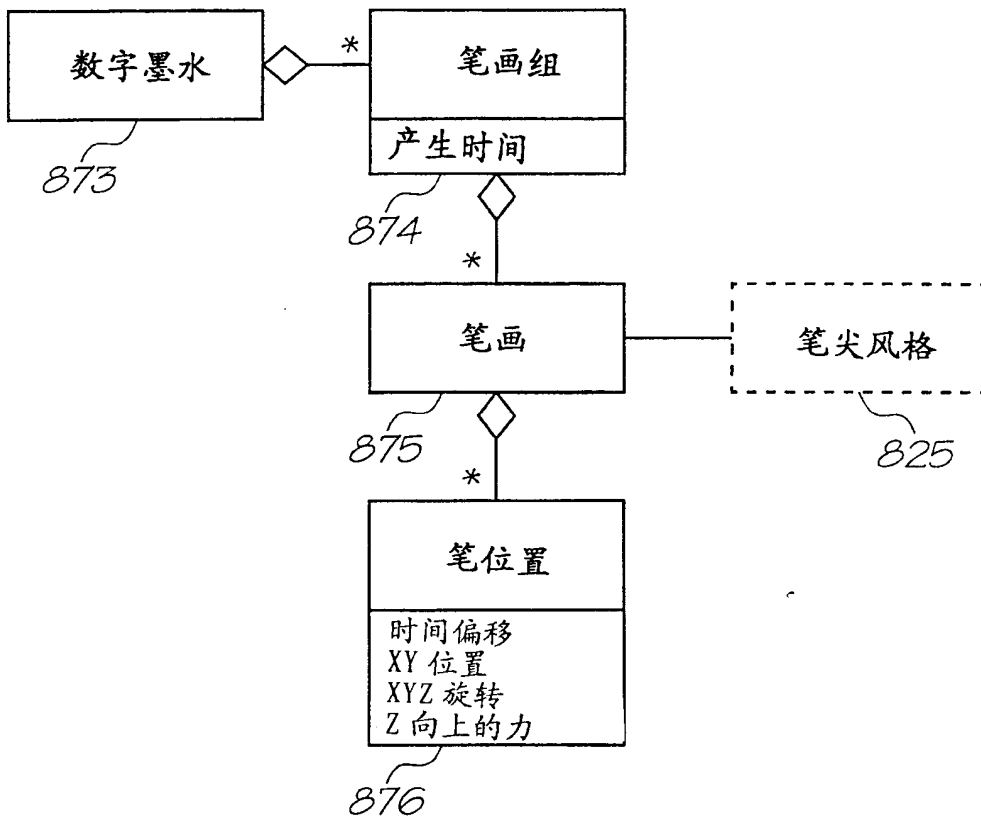 数字墨水
*
笔画组
产生时间
873
874
*
笔画
笔尖风格
875
825
*
笔位置
时间偏移
XY 位置
XYZ 旋转
Z 向上的力
876